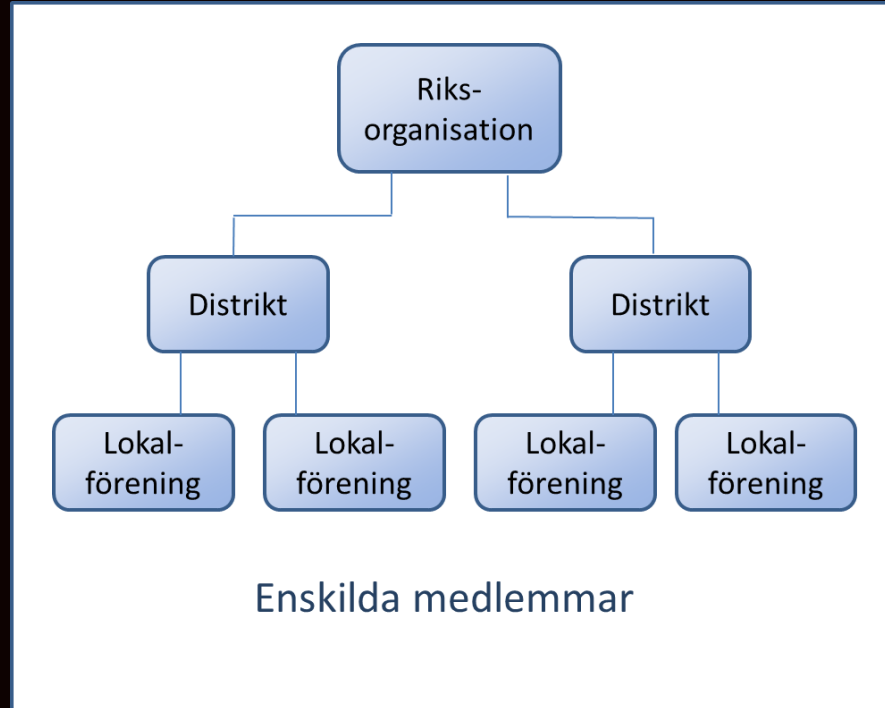 Riks-
organisation
Distrikt
Distrikt
Lokal-
förening
Lokal-
förening
Lokal-
förening
Lokal-
förening
Enskilda medlemmar